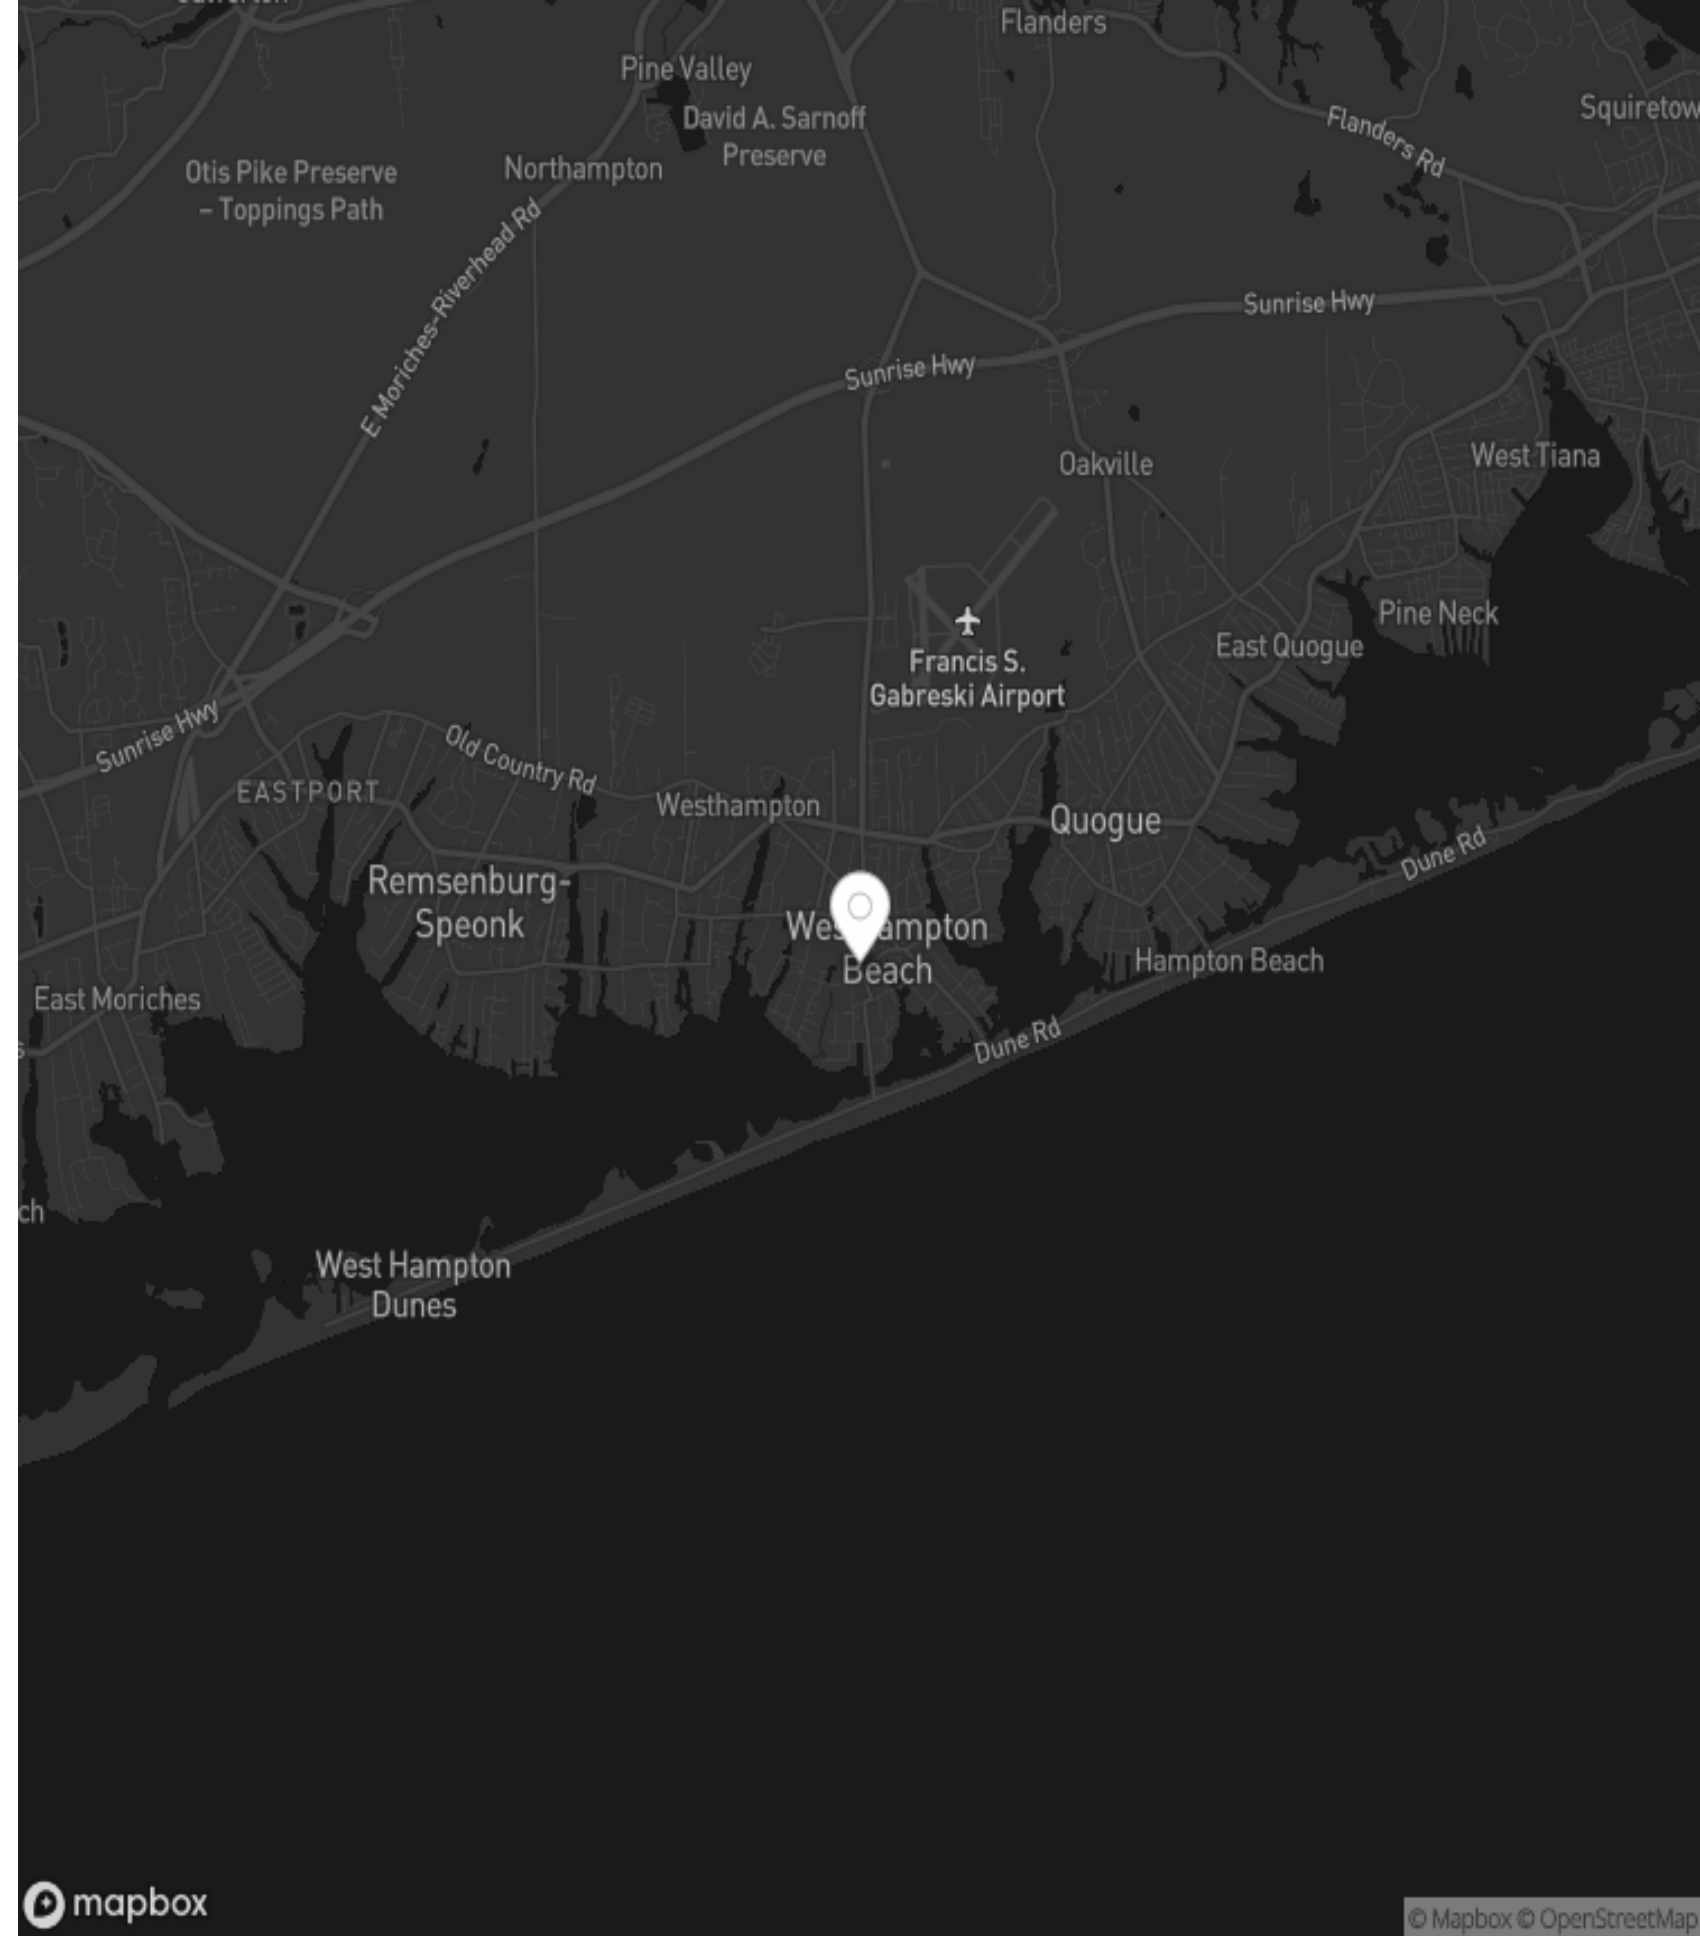 Flanders
Pine Valley
David A. Sarnoff
Preserve
Squiretow
Flanders Rd
Otis Pike Preserve
– Toppings Path
Northampton
E Moriches-Riverhead Rd
Sunrise Hwy
Sunrise Hwy
Oakville
West Tiana
Pine Neck
East Quogue
Francis S.
Gabreski Airport
Sunrise Hwy
Old Country Rd
EASTPORT
Westhampton
Quogue
Dune Rd
Remsenburg-
Speonk
Wes ampton
Beach
Hampton Beach
East Moriches
Dune Rd
s
ch
West Hampton
Dunes
mapbox
© Mapbox © OpenStreetMap